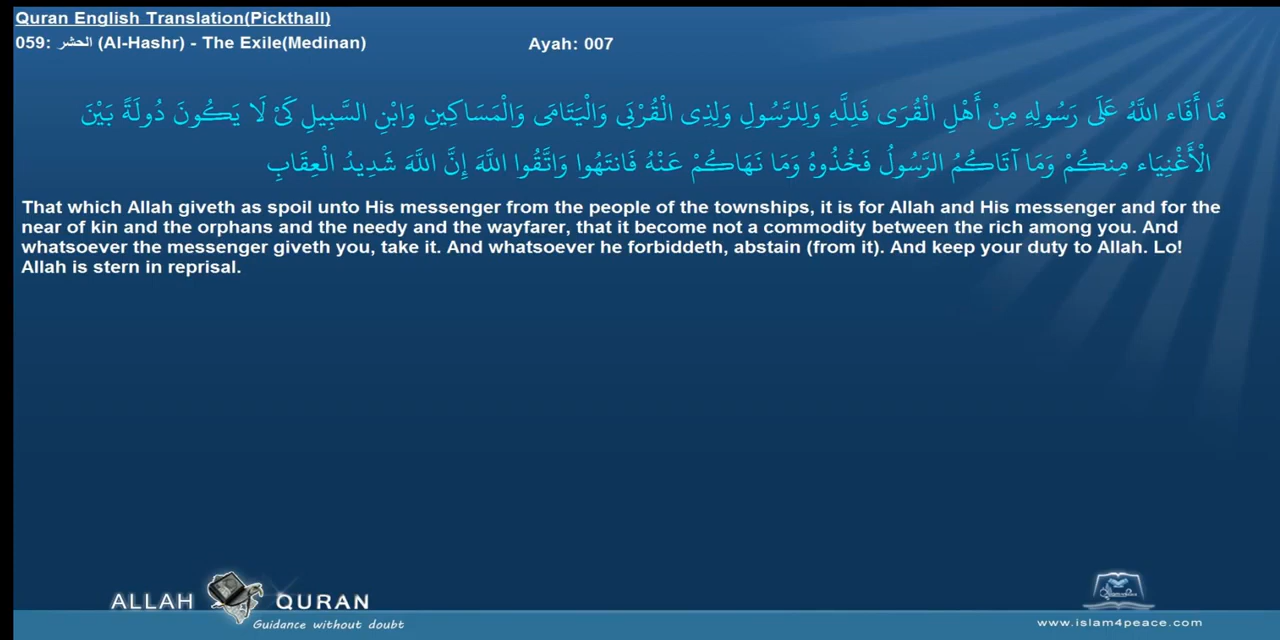 Quran English Translation(Pickthall)
059: الحشر (Al-Hashr) - The Exile(Medinan)
Ayah: 007
مَّا أَفَاء اللَّهُ عَلَى رَسُولِهِ مِنْ أَهْلِ الْقُرَى فَلِلَّهِ وَلِلرَّسُولِ وَلِذِى الْقُرْبَى وَالْيَتَامَى وَالْمَسَاكِينِ وَابْنِ السَّبِيلِ كَىْ لَا يَكُونَ دُولَةً بَيْنَ
الْأَغْنِيَاء مِنكُمْ وَمَا آتَاكُمُ الرَّسُولُ فَخُذُوهُ وَمَا نَهَاكُمْ عَنْهُ فَانتَهُوا وَاتَّقُوا اللَّهَ إِنَّ اللَّهَ شَدِيدُ الْعِقَابِ
That which Allah giveth as spoil unto His messenger from the people of the townships, it is for Allah and His messenger and for the
near of kin and the orphans and the needy and the wayfarer, that it become not a commodity between the rich among you. And
whatsoever the messenger giveth you, take it. And whatsoever he forbiddeth, abstain (from it). And keep your duty to Allah. Lo!
Allah is stern in reprisal.
ALLAH QURAN
Guidance without doubt
www.islam4peace.com